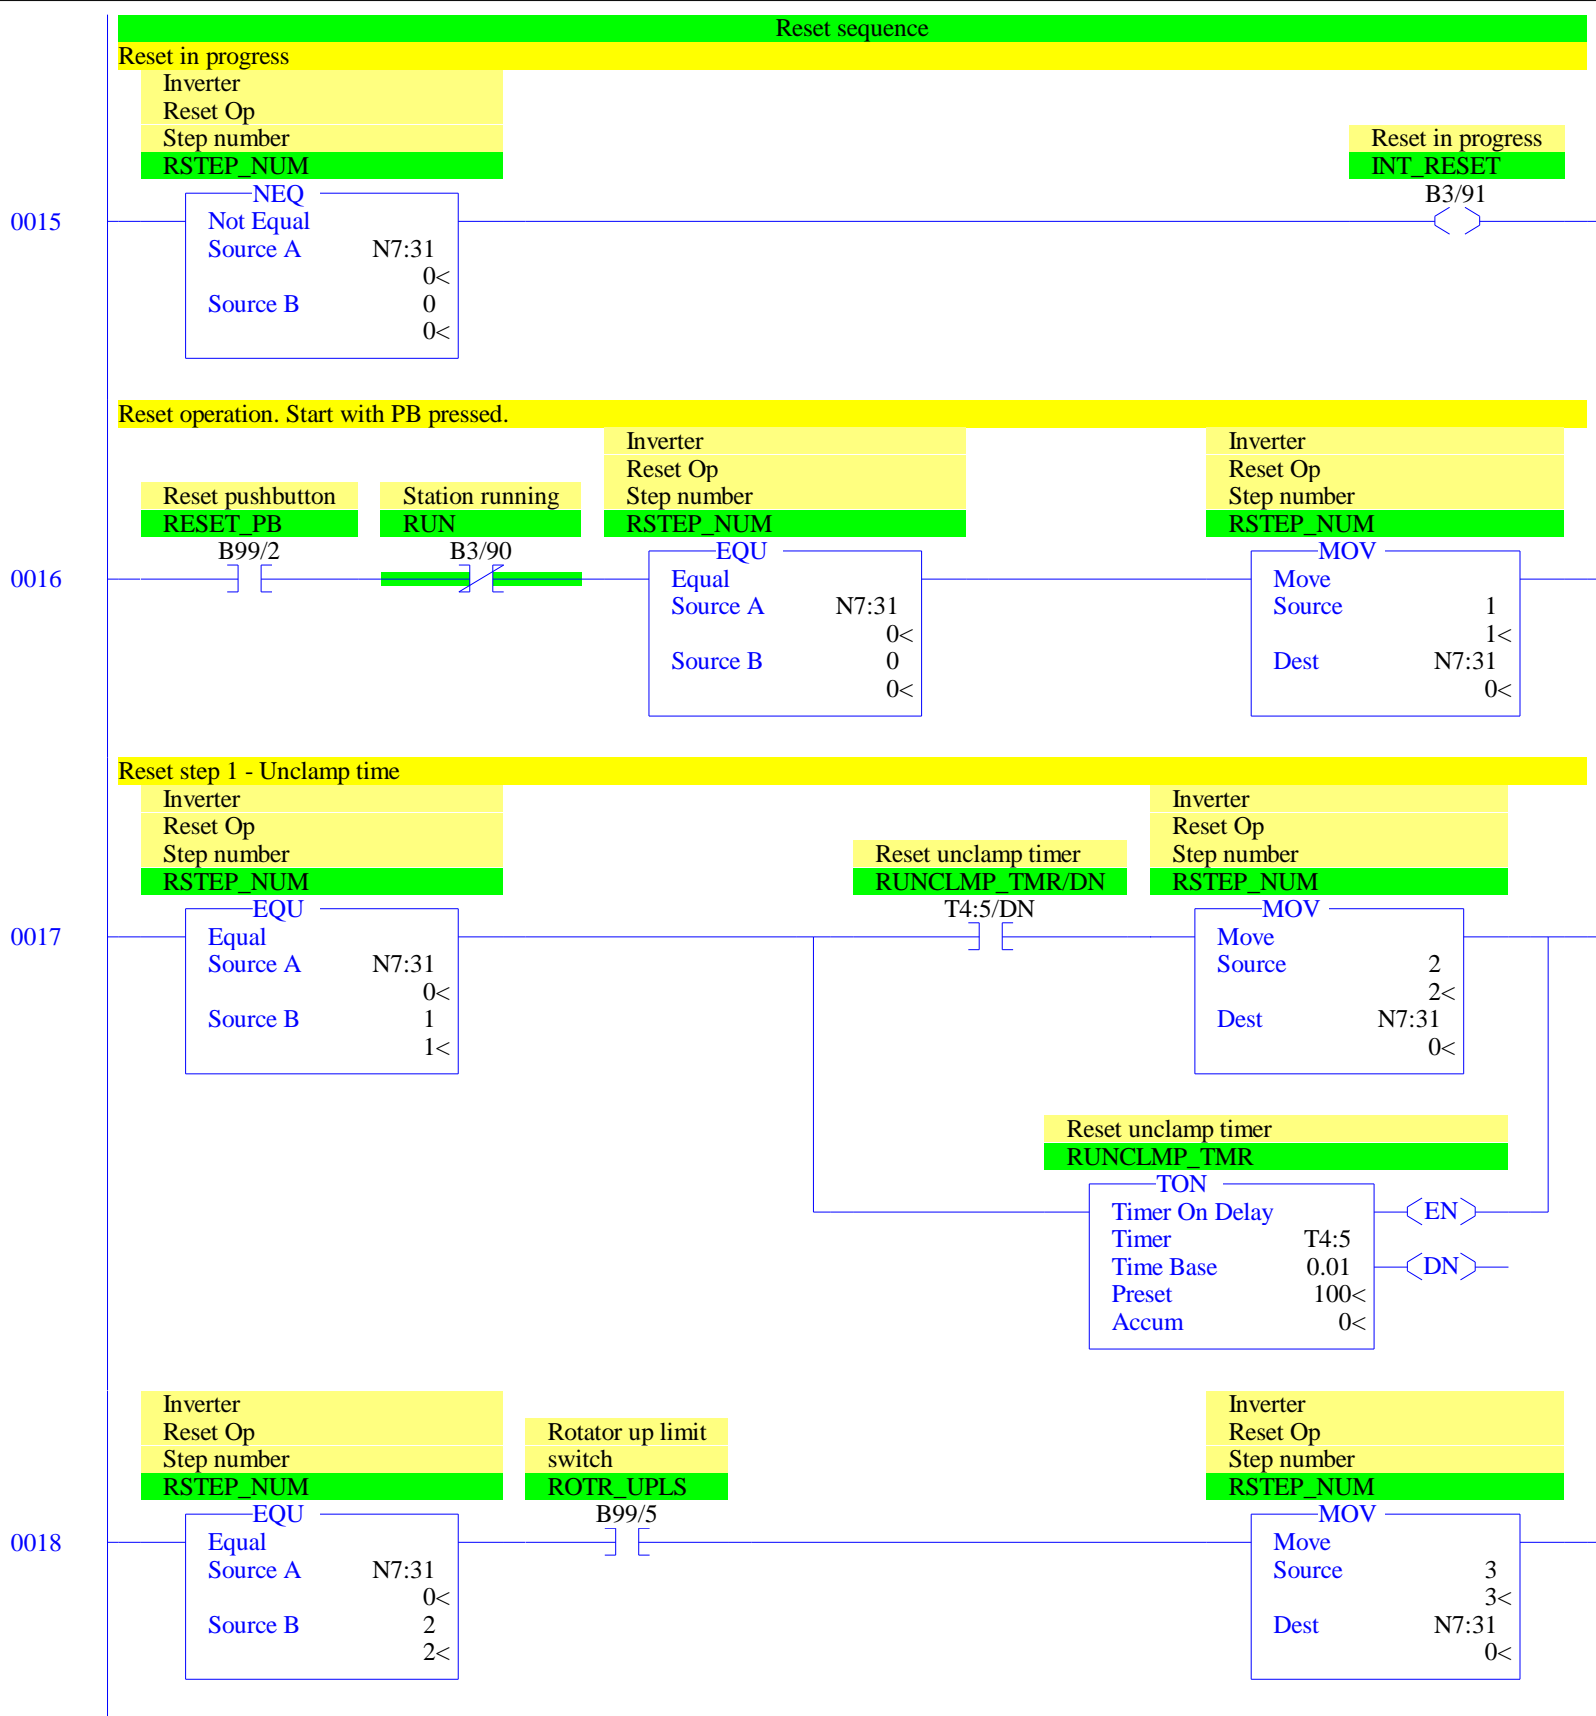 Reset sequence
Reset in progress
Inverter
Reset Op
Step number
RSTEP_NUM
Reset in progress
INT_RESET
B3/91
0015
NEQ
Not Equal
Source A N7:31
0<
Source B 0
0<
Reset operation. Start with PB pressed.
Reset pushbutton
RESET_PB
B99/2
Station running
RUN
B3/90
Inverter
Reset Op
Step number
RSTEP_NUM
Inverter
Reset Op
Step number
RSTEP_NUM
0016
EQU
Equal
Source A N7:31
0<
Source B 0
0<
MOV
Move
Source 1
1<
Dest N7:31
0<
Reset step 1 - Unclamp time
Inverter
Reset Op
Step number
RSTEP_NUM
Reset unclamp timer
RUNCLMP_TMR/DN
T4:5/DN
Inverter
Reset Op
Step number
RSTEP_NUM
0017
EQU
Equal
Source A N7:31
0<
Source B 1
1<
MOV
Move
Source 2
2<
Dest N7:31
0<
Reset unclamp timer
RUNCLMP_TMR
TON
Timer On Delay
Timer T4:5
Time Base 0.01
Preset 100<
Accum 0<
EN
DN
Inverter
Reset Op
Step number
RSTEP_NUM
Rotator up limit
switch
ROTR_UPLS
B99/5
Inverter
Reset Op
Step number
RSTEP_NUM
0018
EQU
Equal
Source A N7:31
0<
Source B 2
2<
MOV
Move
Source 3
3<
Dest N7:31
0<